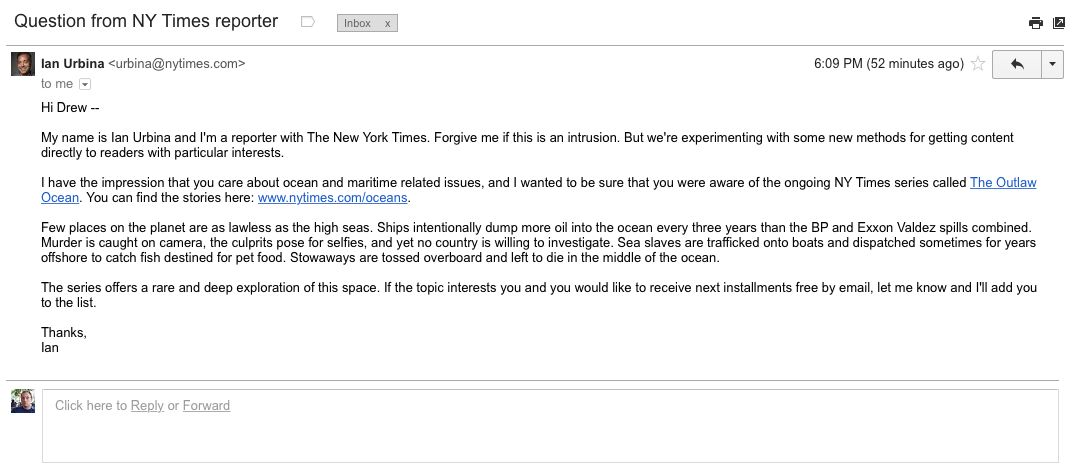 Question from NY Times reporter
Inbox x
Ian Urbina <urbina@nytimes.com>
6:09 PM (52 minutes ago)
to me
Hi Drew --
My name is Ian Urbina and I'm a reporter with The New York Times. Forgive me if this is an intrusion. But we're experimenting with some new methods for getting content
directly to readers with particular interests.
I have the impression that you care about ocean and maritime related issues, and I wanted to be sure that you were aware of the ongoing NY Times series called The Outlaw
Ocean. You can find the stories here: www.nytimes.com/oceans.
Few places on the planet are as lawless as the high seas. Ships intentionally dump more oil into the ocean every three years than the BP and Exxon Valdez spills combined.
Murder is caught on camera, the culprits pose for selfies, and yet no country is willing to investigate. Sea slaves are trafficked onto boats and dispatched sometimes for years
offshore to catch fish destined for pet food. Stowaways are tossed overboard and left to die in the middle of the ocean.
The series offers a rare and deep exploration of this space. If the topic interests you and you would like to receive next installments free by email, let me know and I'll add you
to the list.
Thanks,
Ian
Click here to Reply or Forward